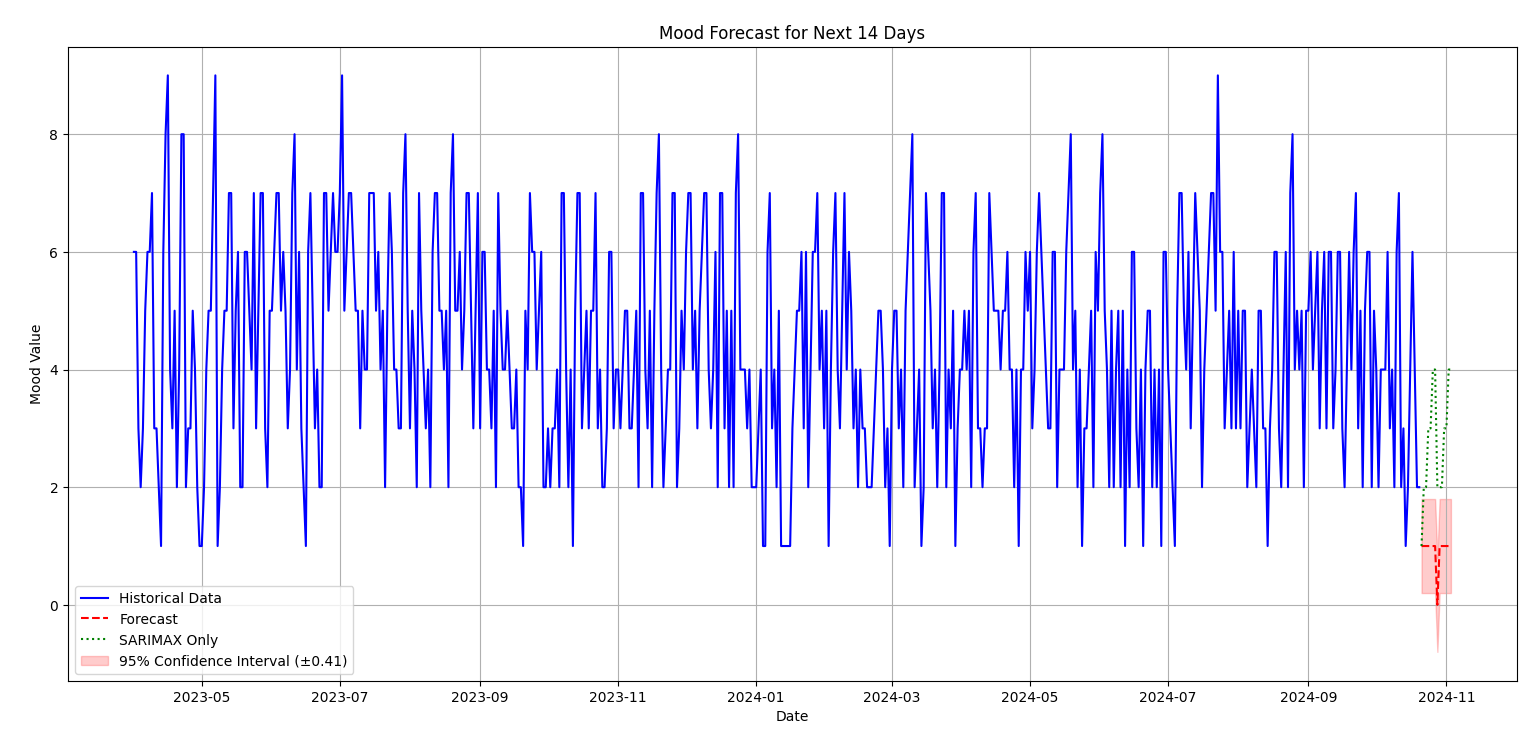 Mood Forecast for Next 14 Days
Mood Value
8
6
4
2
0
Historical Data
Forecast
SARIMAX Only
95% Confidence Interval (±0.41)
2023-05
2023-07
2023-09
2023-11
2024-01
2024-03
2024-05
2024-07
2024-09
2024-11
Date